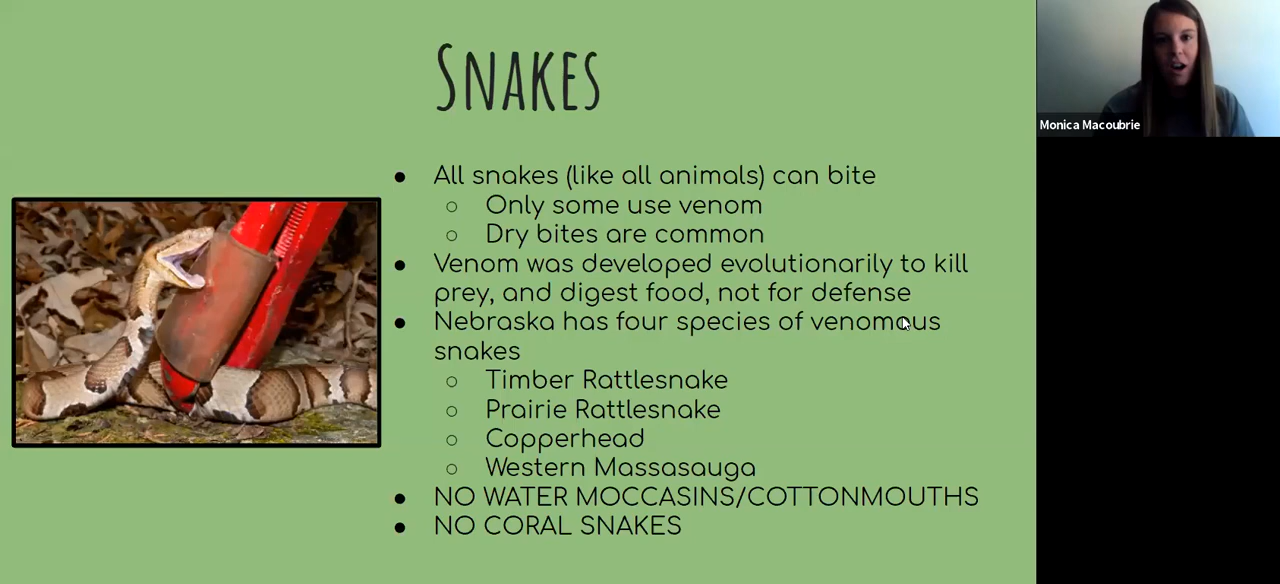 SNAKES
Monica Macoubrie
● All snakes (like all animals) can bite
○ Only some use venom
○ Dry bites are common
● Venom was developed evolutionarily to kill
prey, and digest food, not for defense
● Nebraska has four species of venomous
snakes
○ Timber Rattlesnake
○ Prairie Rattlesnake
○ Copperhead
○ Western Massasauga
● NO WATER MOCCASINS/COTTONMOUTHS
● NO CORAL SNAKES